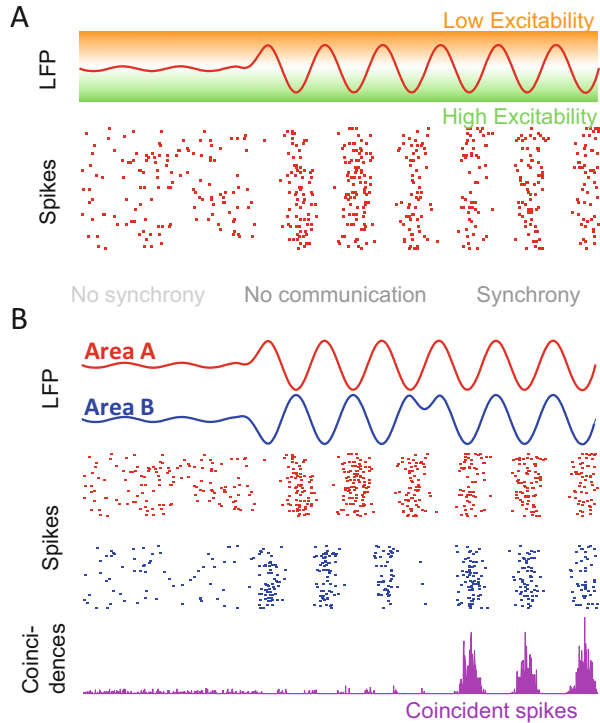 A
Low Excitability
LFP
High Excitability
Spikes
No synchrony
No communication
Synchrony
B
Area A
LFP
Area B
Spikes
Coinci-
dences
Coincident spikes